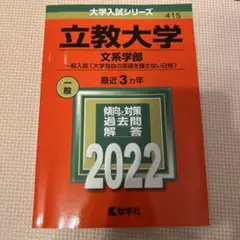 大学入試シリーズ
415
立教大学
文系学部
一般入試〈大学独自の英語を課さない日程〉
最近3カ年
一般
傾向と対策
過去問
解答
2022
教学社